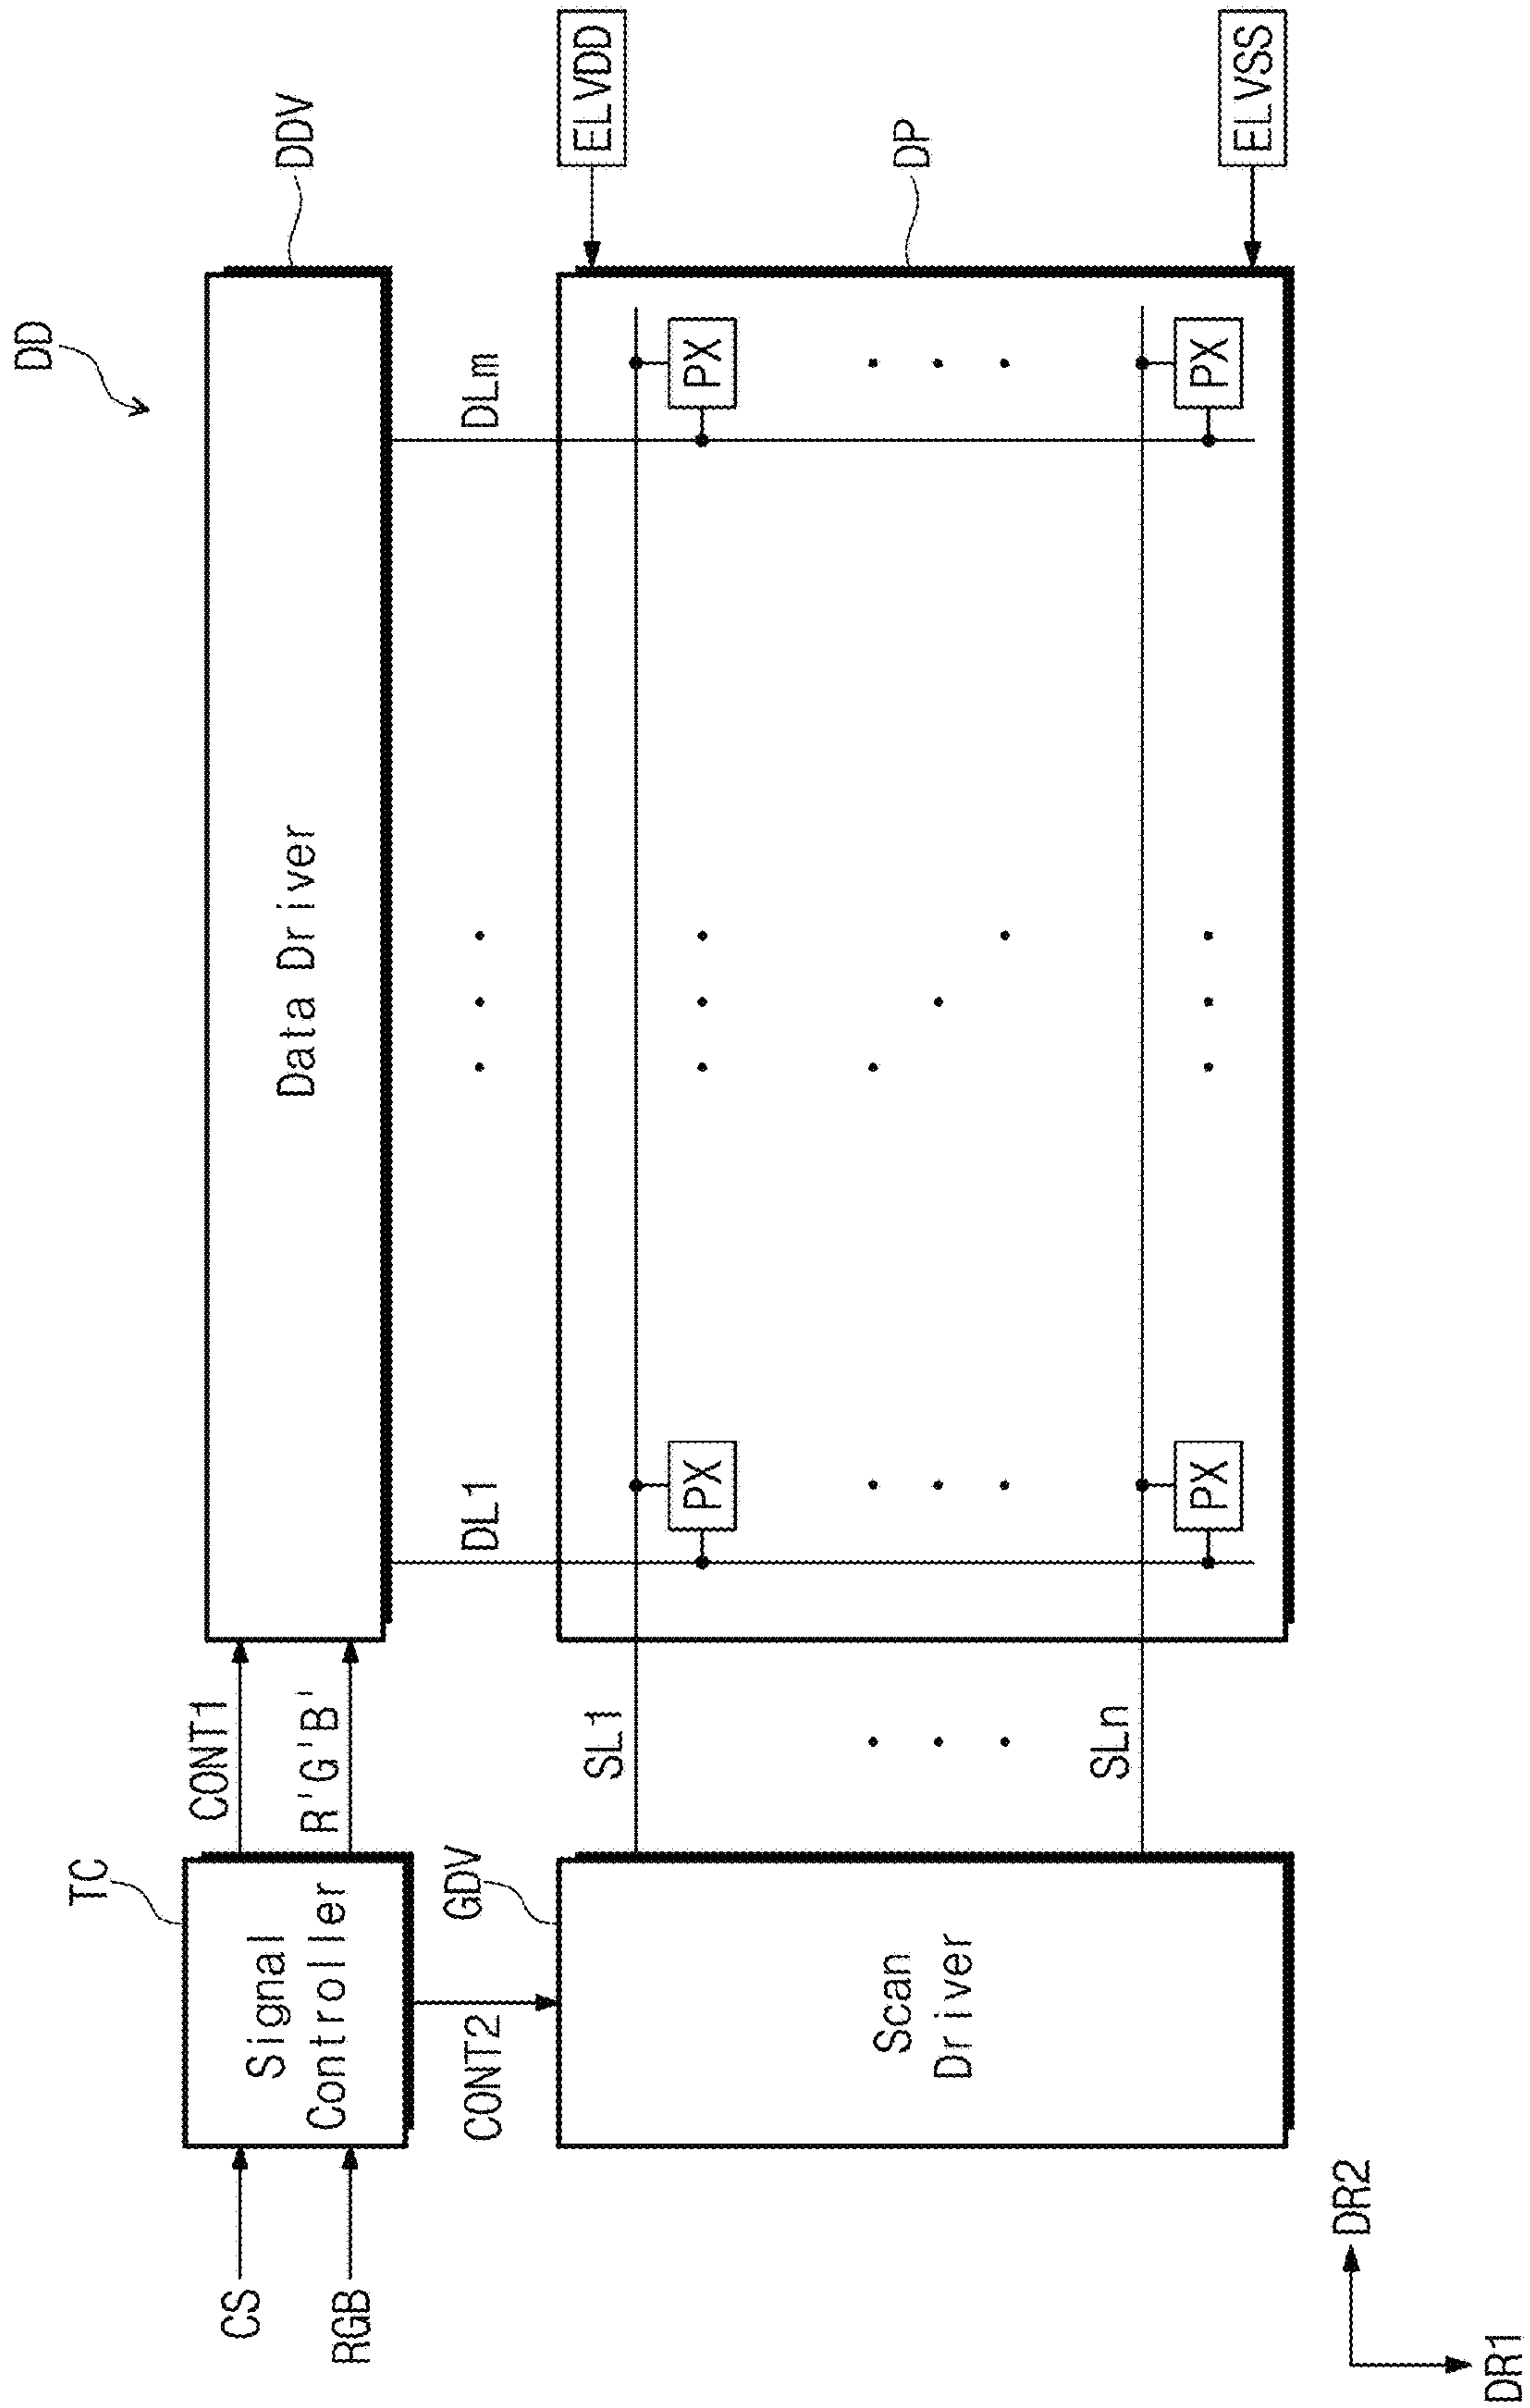 DD
TC
CONT1
DDV
CS
Signal
Controller
Data Driver
RGB
R'G'B'
CONT2
GDV
DL1
DLm
ELVDD
SL1
PX
PX
Scan
Driver
DP
SLn
PX
PX
ELVSS
DR2
DR1